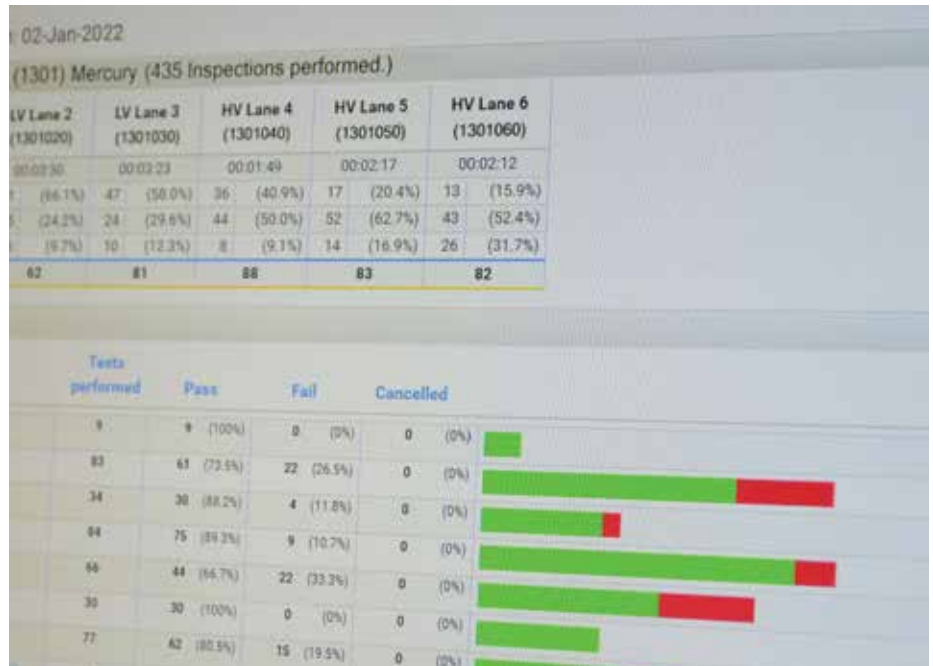 : 02-Jan-2022
(1301) Mercury (435 Inspections performed.)
LV Lane 2 LV Lane 3 HV Lane 4 HV Lane 5 HV Lane 6
(1301020) (1301030) (1301040) (1301050) (1301060)
00:03:23 00:01:49 00:02:17 00:02:12
(66.1%) 47 (58.0%) 36 (40.9%) 17 (20.4%) 13 (15.9%)
(24.2%) 24 (29.6%) 44 (50.0%) 52 (62.7%) 43 (52.4%)
(9.7%) 10 (12.3%) 8 (9.1%) 14 (16.9%) 26 (31.7%)
62 81 88 83 82
Tests
performed Pass Fail Cancelled
9 9 (100%) 0 (0%) 0 (0%)
83 61 (73.5%) 22 (26.5%) 0 (0%)
34 30 (88.2%) 4 (11.8%) 0 (0%)
84 75 (89.3%) 9 (10.7%) 0 (0%)
66 44 (66.7%) 22 (33.3%) 0 (0%)
30 30 (100%) 0 (0%) 0 (0%)
77 62 (80.5%) 15 (19.5%) 0 (0%)